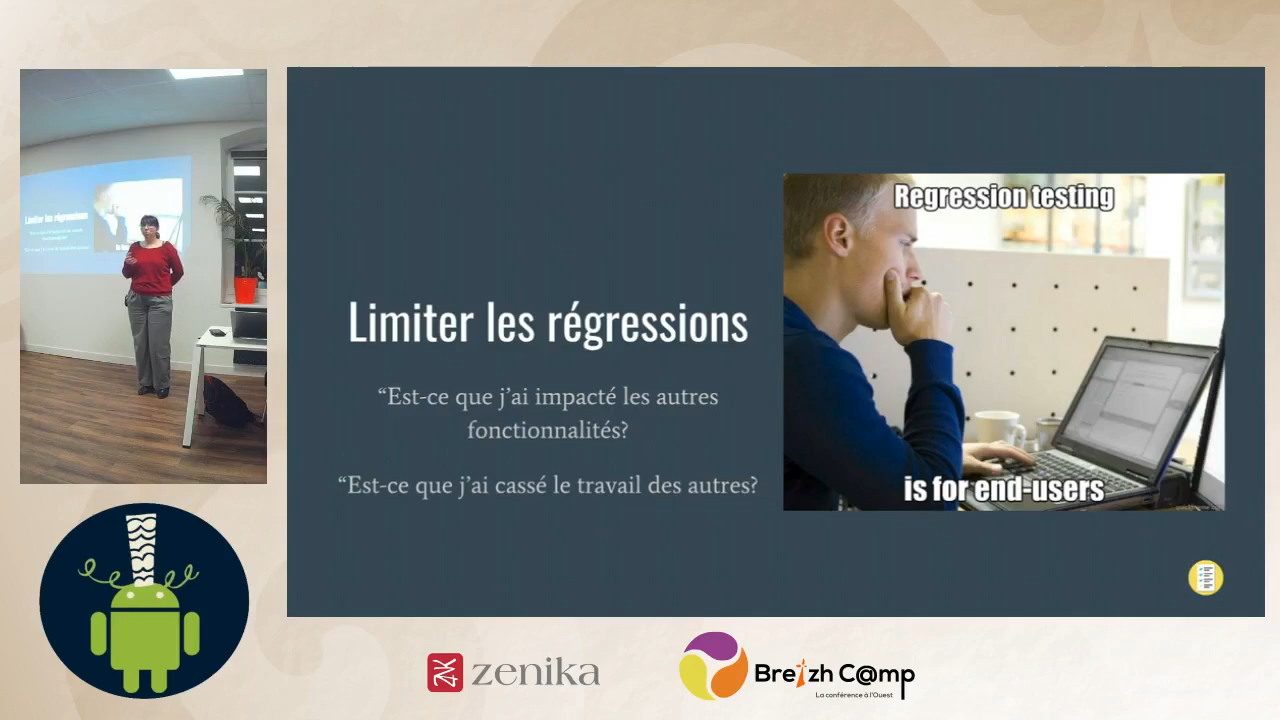 Limiter les régressions
“Est-ce que j’ai impacté les autres
fonctionnalités?
“Est-ce que j’ai cassé le travail des autres?
Regression testing
is for end-users
zenika
Breizh C@mp
La conférence à l'Ouest